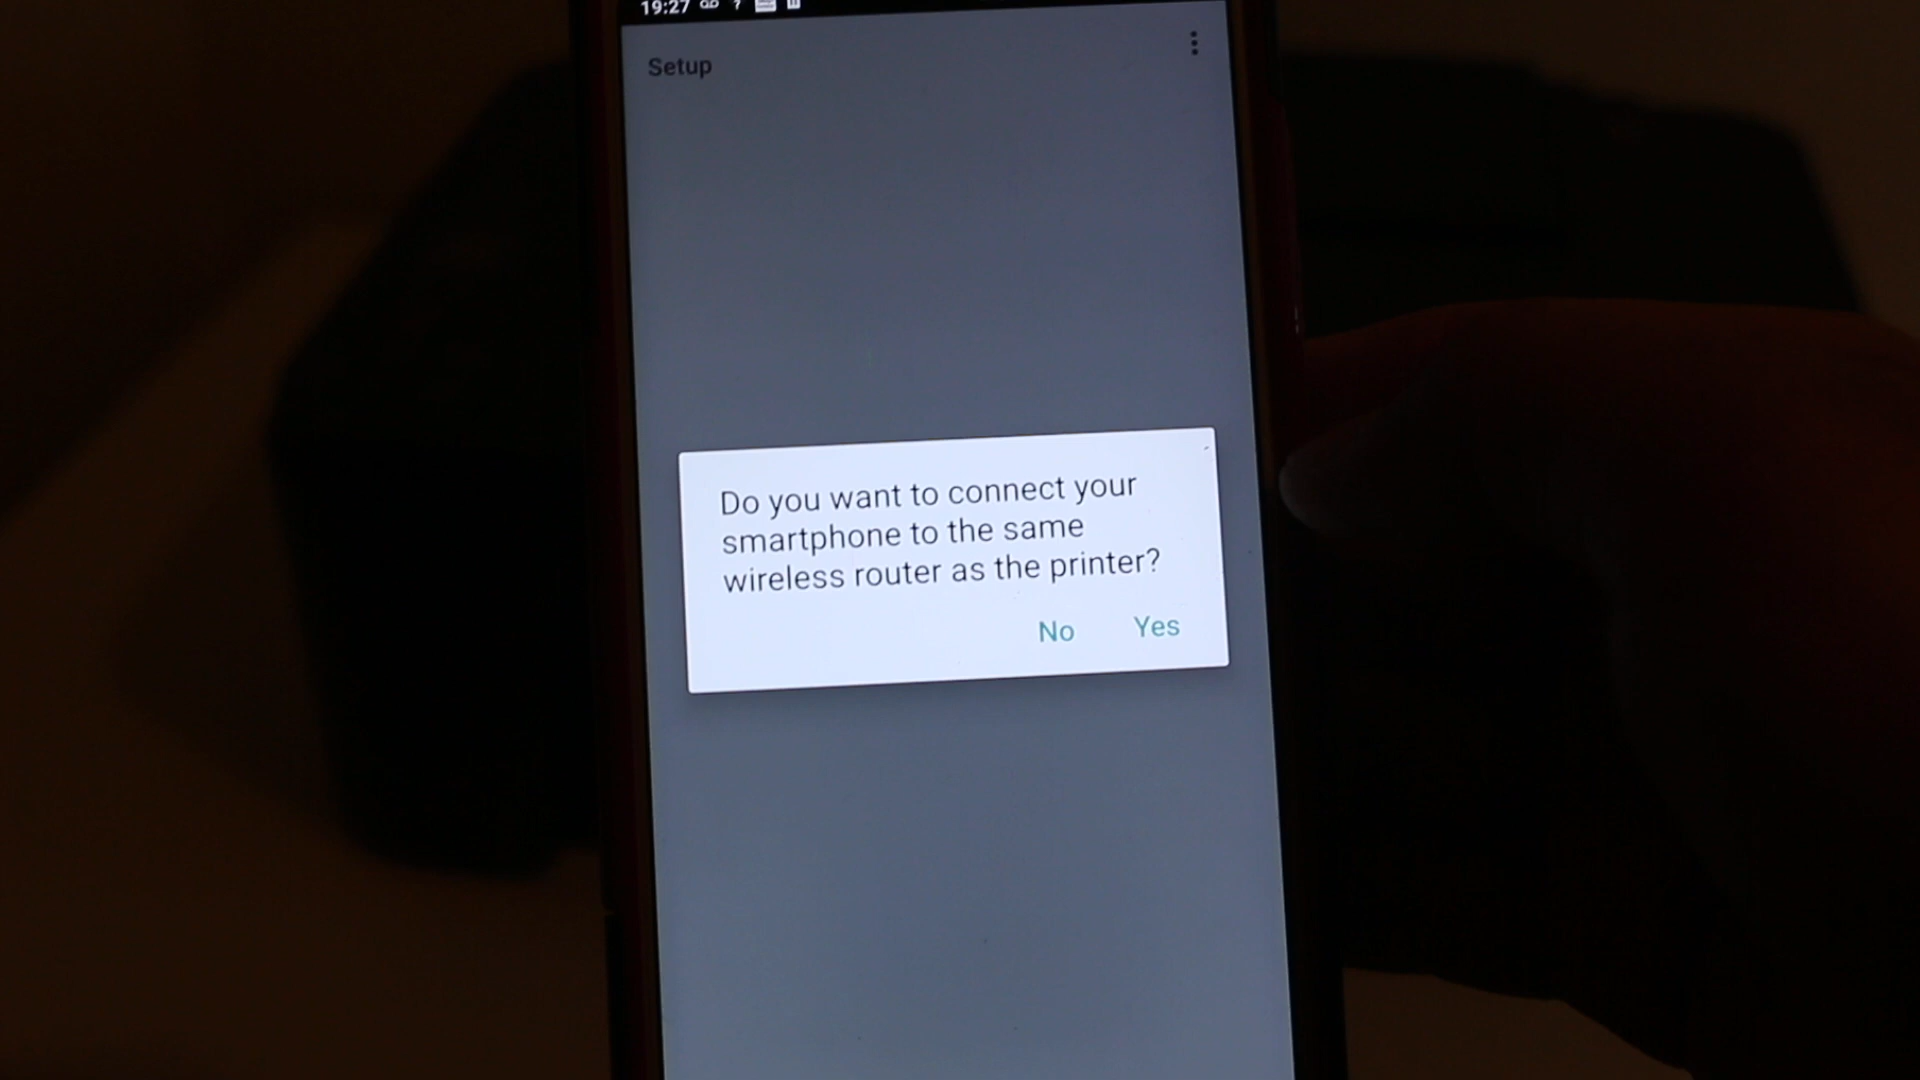 19:27
Setup
Do you want to connect your
smartphone to the same
wireless router as the printer?
No Yes